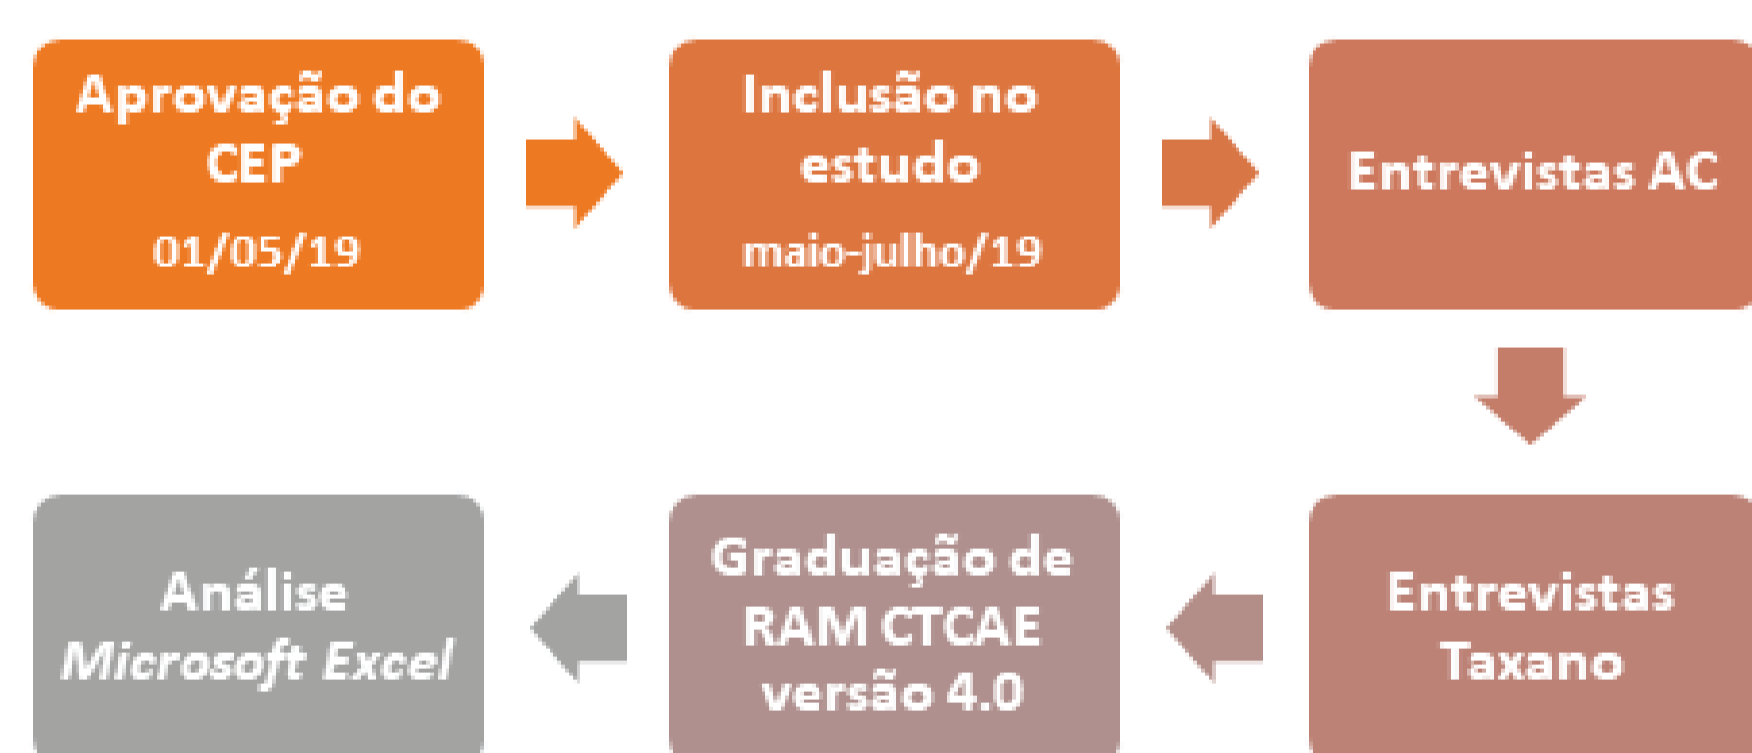 Aprovação do
CEP
01/05/19
Inclusão no
estudo
maio-julho/19
Entrevistas AC
Entrevistas
Taxano
Graduação de
RAM CTCAE
versão 4.0
Análise
Microsoft Excel